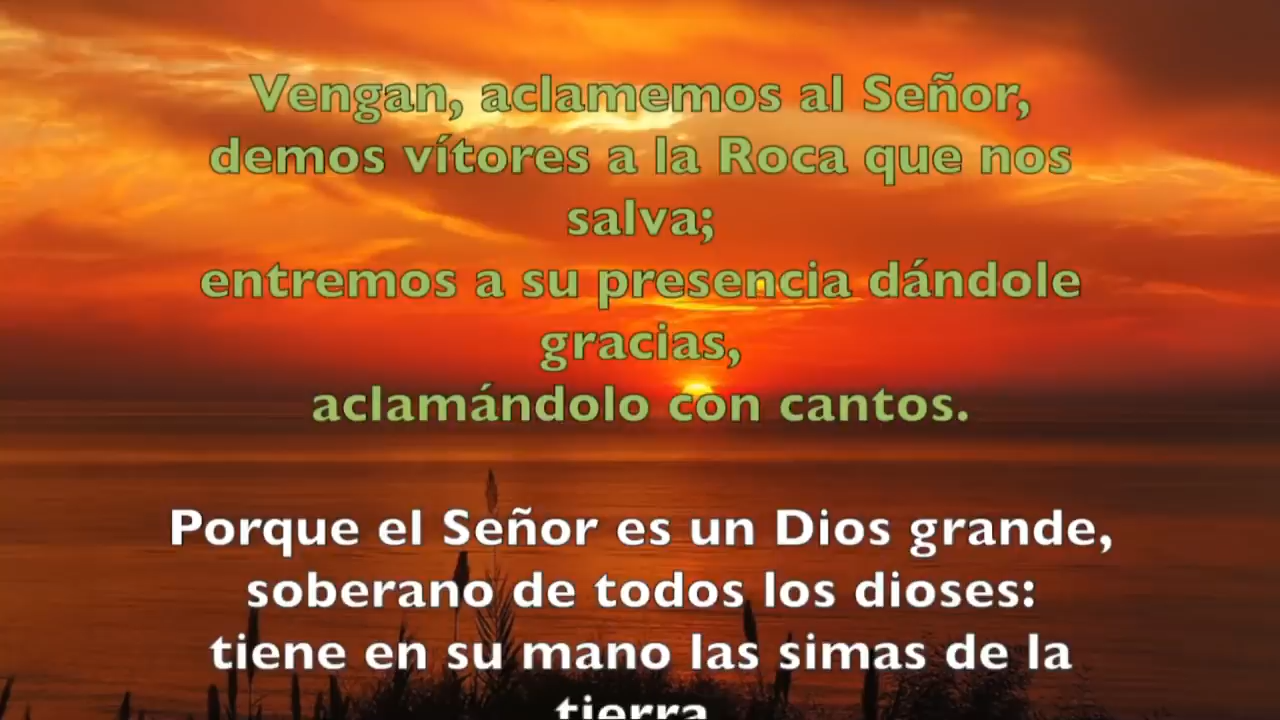 Vengan, aclamemos al Señor,
demos vítores a la Roca que nos
salva;
entremos a su presencia dándole
gracias,
aclamándolo con cantos.
Porque el Señor es un Dios grande,
soberano de todos los dioses:
tiene en su mano las simas de la
tierra